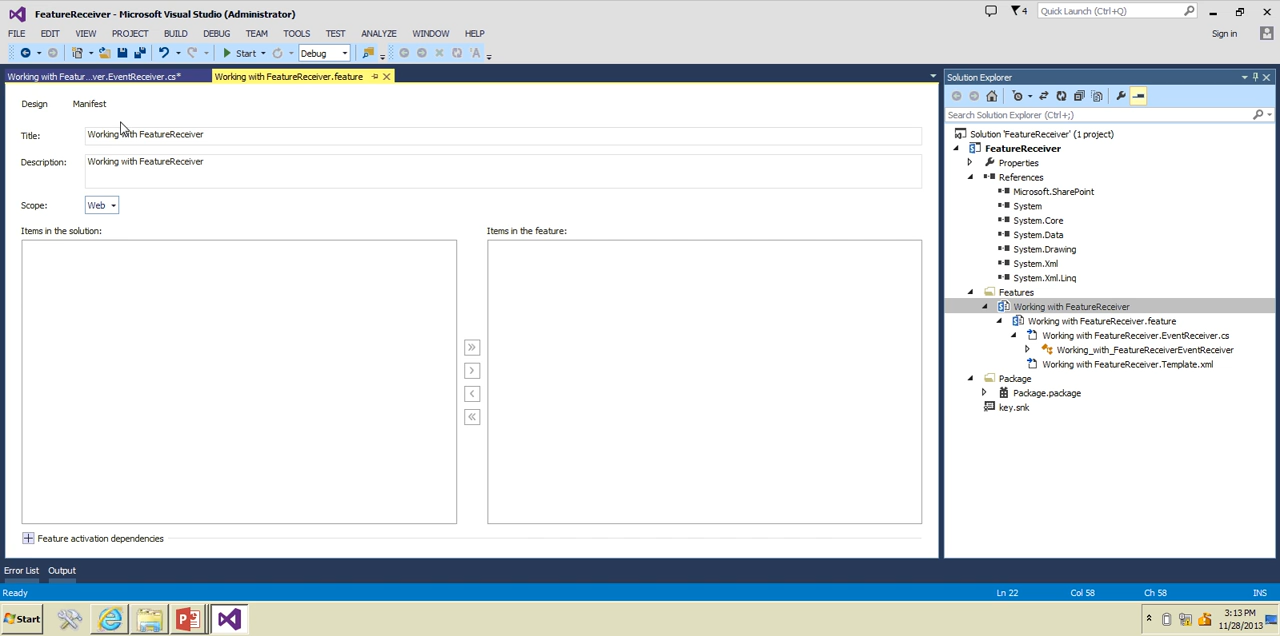 FeatureReceiver - Microsoft Visual Studio (Administrator)
4
Quick Launch (Ctrl+Q)
FILE EDIT VIEW PROJECT BUILD DEBUG TEAM TOOLS TEST ANALYZE WINDOW HELP
Sign in
Start
Debug
Working with Featur...ver.EventReceiver.cs*
Working with FeatureReceiver.feature
Solution Explorer
Design
Manifest
Search Solution Explorer (Ctrl+;)
Title:
Working with FeatureReceiver
Description:
Working with FeatureReceiver
Scope:
Web
Items in the solution:
Items in the feature:
Feature activation dependencies
Solution 'FeatureReceiver' (1 project)
FeatureReceiver
Properties
References
Microsoft.SharePoint
System
System.Core
System.Data
System.Drawing
System.Xml
System.Xml.Linq
Features
Working with FeatureReceiver
Working with FeatureReceiver.feature
Working with FeatureReceiver.EventReceiver.cs
Working_with_FeatureReceiverEventReceiver
Working with FeatureReceiver.Template.xml
Package
Package.package
key.snk
Error List
Output
Ready
Ln 22
Col 58
Ch 58
INS
Start
3:13 PM
11/28/2013